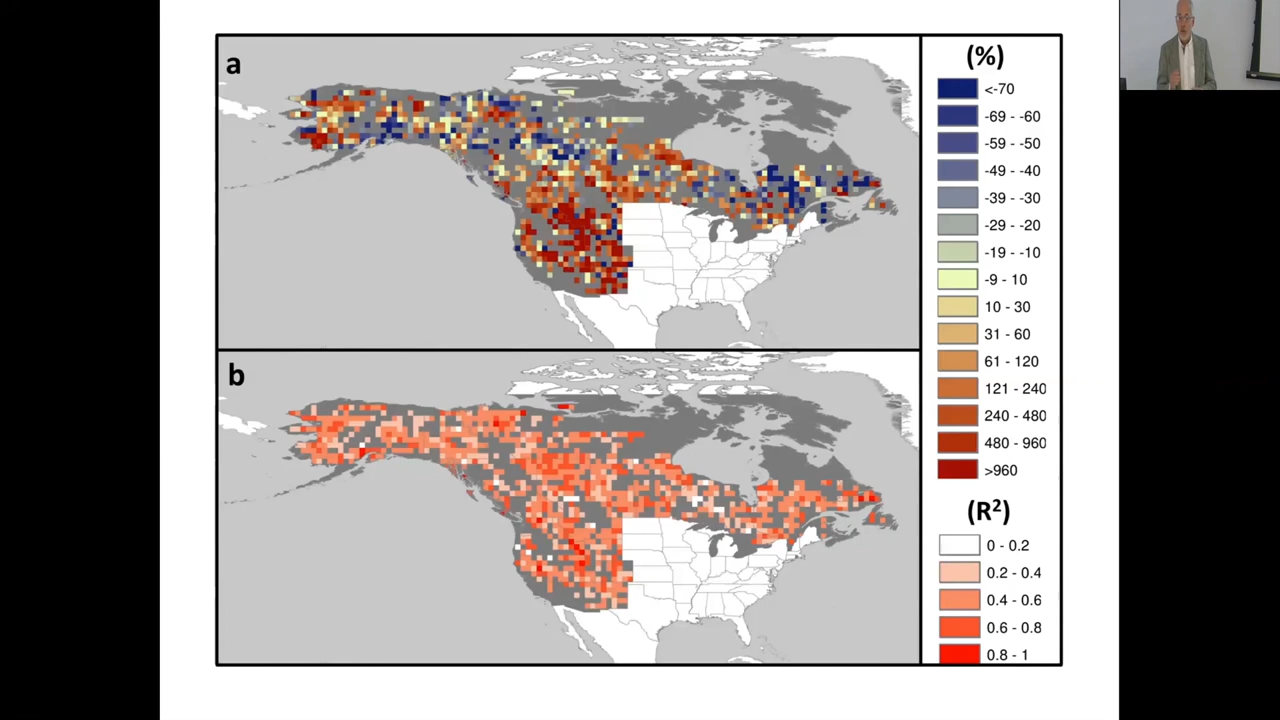 a
b
(%)
<-70
-69 - -60
-59 - -50
-49 - -40
-39 - -30
-29 - -20
-19 - -10
-9 - 10
10 - 30
31 - 60
61 - 120
121 - 240
240 - 480
480 - 960
>960
(R²)
0 - 0.2
0.2 - 0.4
0.4 - 0.6
0.6 - 0.8
0.8 - 1